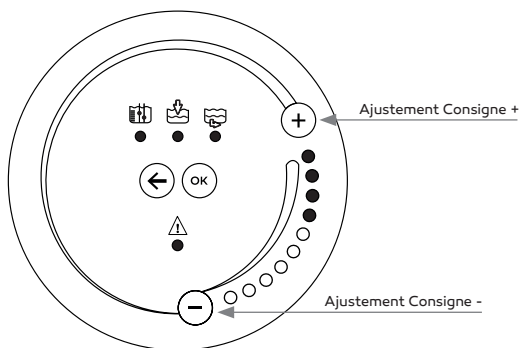 Ajustement Consigne +
+
OK
−
Ajustement Consigne -